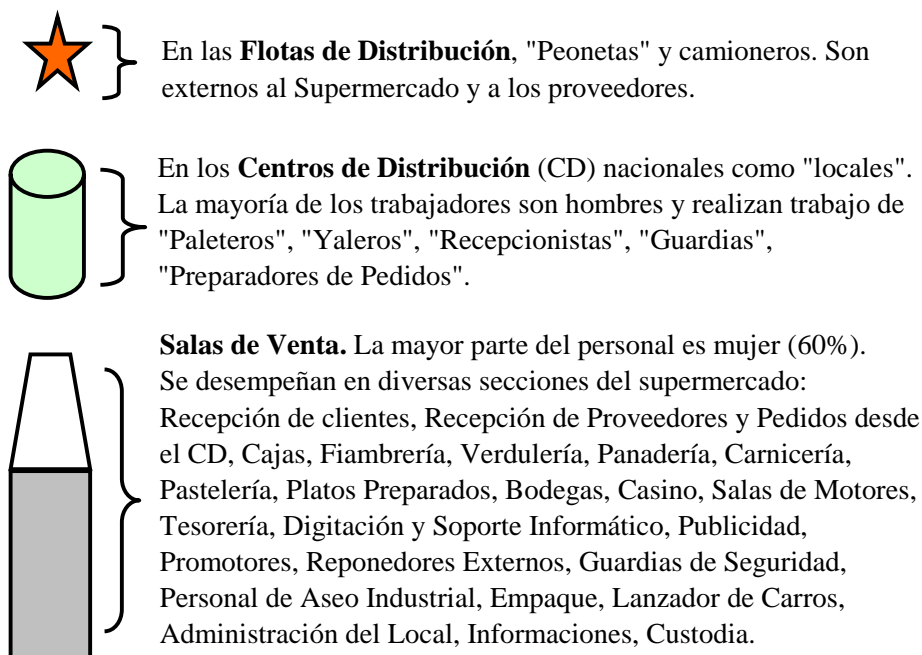 En las Flotas de Distribución, "Peonetas" y camioneros. Son
externos al Supermercado y a los proveedores.
En los Centros de Distribución (CD) nacionales como "locales".
La mayoría de los trabajadores son hombres y realizan trabajo de
"Paleteros", "Yaleros", "Recepcionistas", "Guardias",
"Preparadores de Pedidos".
Salas de Venta. La mayor parte del personal es mujer (60%).
Se desempeñan en diversas secciones del supermercado:
Recepción de clientes, Recepción de Proveedores y Pedidos desde
el CD, Cajas, Fiambrería, Verdulería, Panadería, Carnicería,
Pastelería, Platos Preparados, Bodegas, Casino, Salas de Motores,
Tesorería, Digitación y Soporte Informático, Publicidad,
Promotores, Reponedores Externos, Guardias de Seguridad,
Personal de Aseo Industrial, Empaque, Lanzador de Carros,
Administración del Local, Informaciones, Custodia.